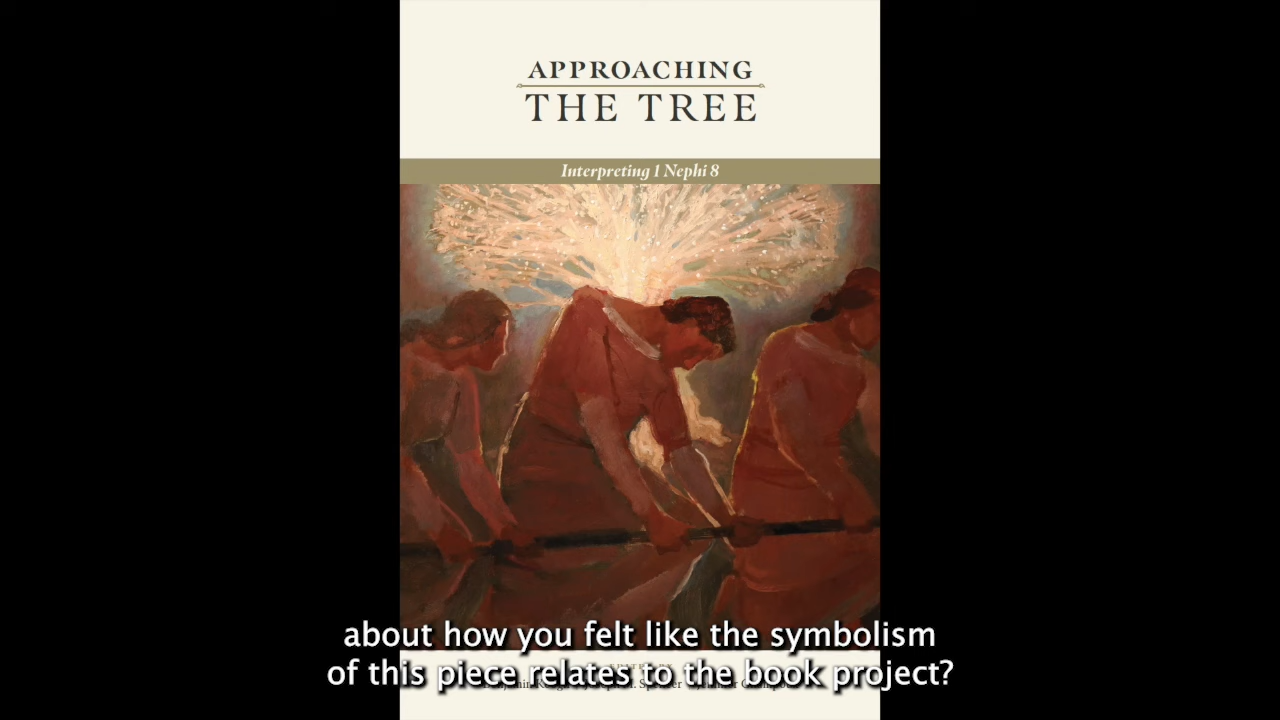 APPROACHING
THE TREE
Interpreting 1 Nephi 8
about how you felt like the symbolism
of this piece relates to the book project?